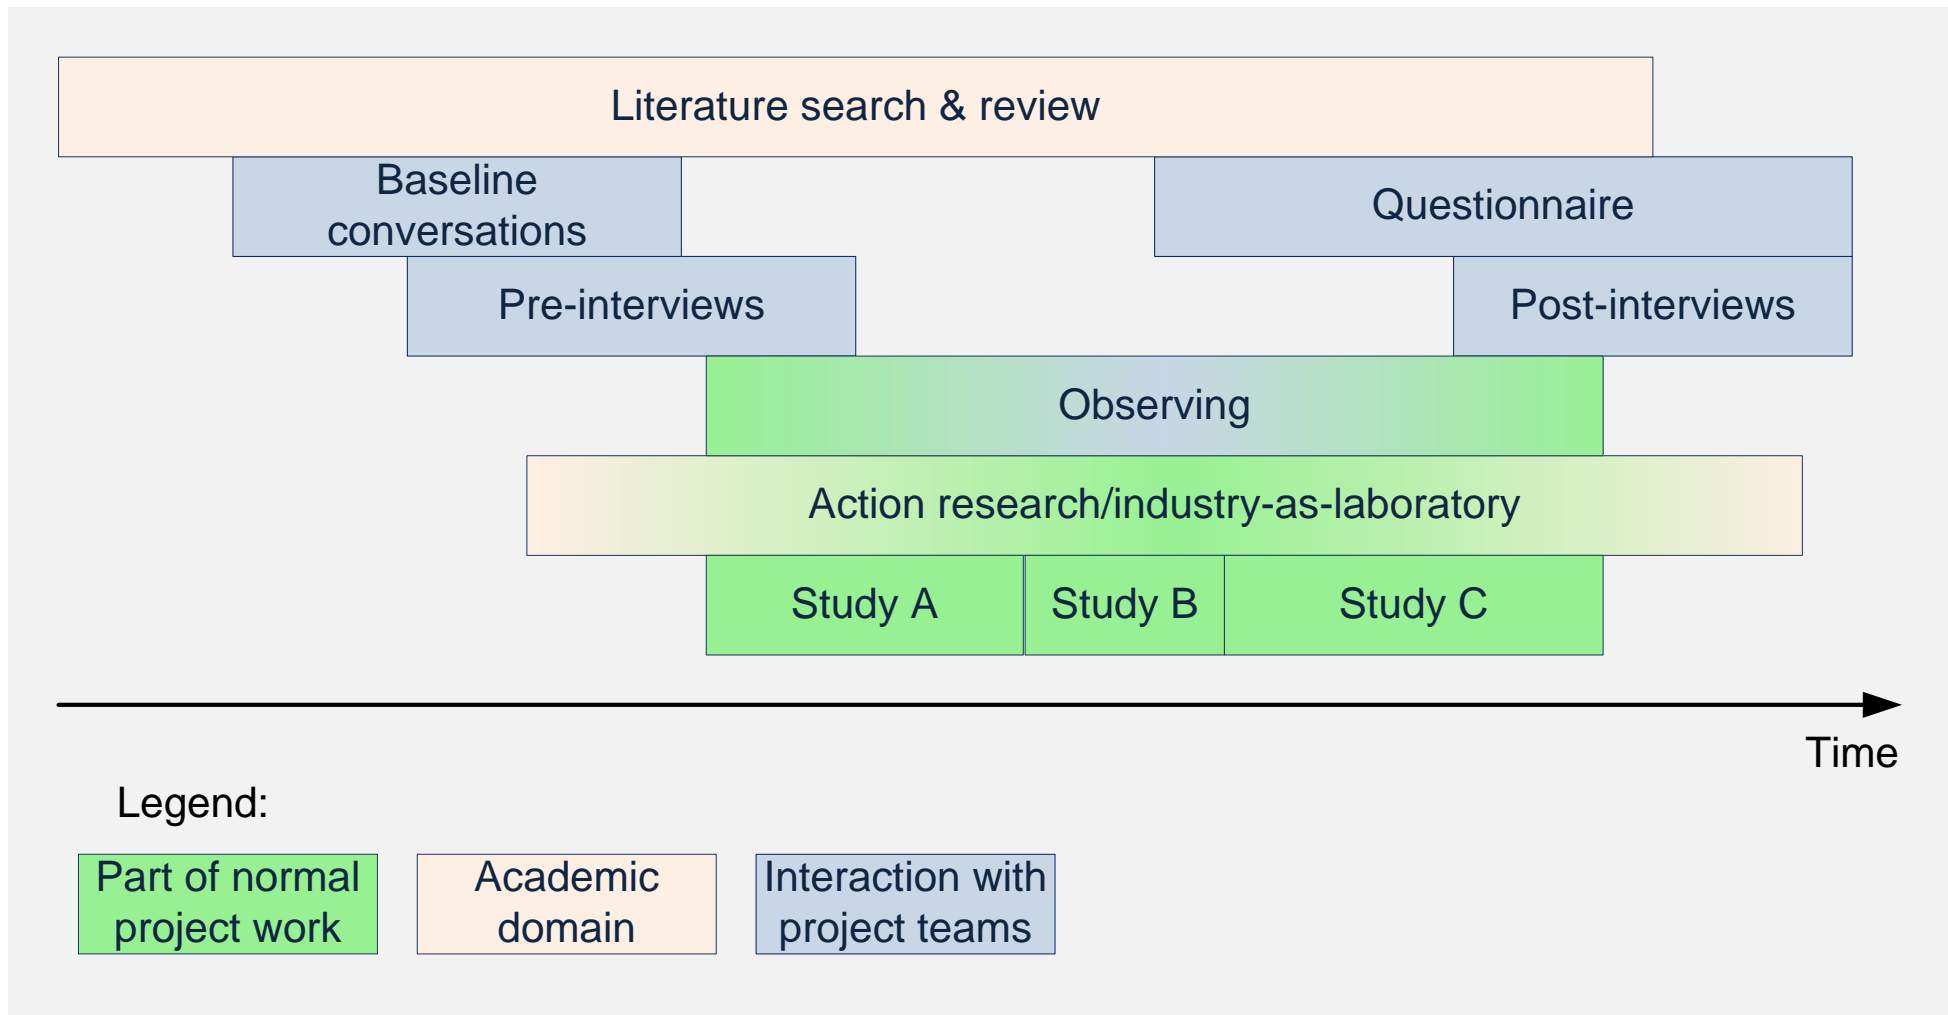 Literature search & review
Baseline
conversations
Questionnaire
Pre-interviews
Post-interviews
Observing
Action research/industry-as-laboratory
Study A
Study B
Study C
Time
Legend:
Part of normal
project work
Academic
domain
Interaction with
project teams